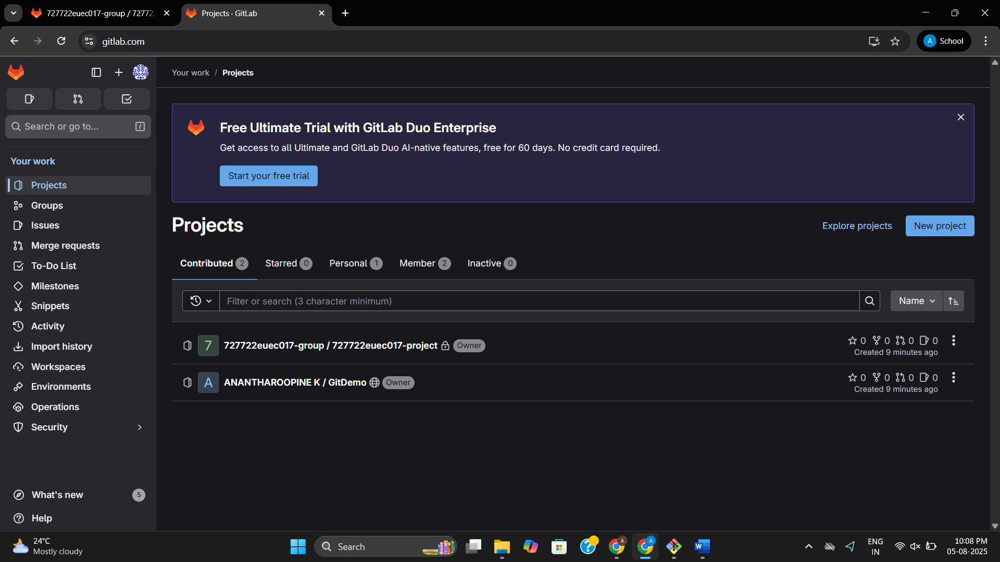 727722euec017-group / 72772
Projects · GitLab
gitlab.com
A School
Your work / Projects
Search or go to... /
Free Ultimate Trial with GitLab Duo Enterprise
Get access to all Ultimate and GitLab Duo AI-native features, free for 60 days. No credit card required.
Start your free trial
Your work
Projects
Groups
Issues
Merge requests
To-Do List
Milestones
Snippets
Activity
Import history
Workspaces
Environments
Operations
Security
What's new 5
Help
Projects
Explore projects
New project
Contributed 2 Starred 0 Personal 1 Member 2 Inactive 0
Filter or search (3 character minimum)
Name
7 727722euec017-group / 727722euec017-project Owner
0 0 0 0
Created 9 minutes ago
A ANANTHAROOPINE K / GitDemo Owner
0 0 0 0
Created 9 minutes ago
24°C
Mostly cloudy
Search
A
A
W
ENG
IN
10:08 PM
05-08-2025